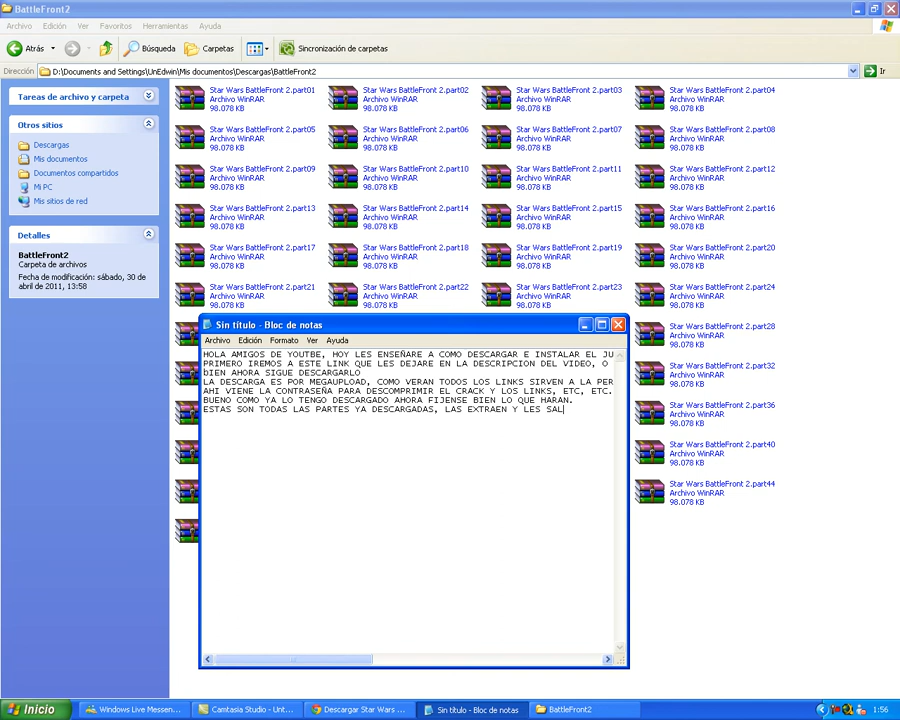 BattleFront2
Archivo Edición Ver Favoritos Herramientas Ayuda
Atrás Búsqueda Carpetas Sincronización de carpetas
Dirección D:\Documents and Settings\UnEdwin\Mis documentos\Descargas\BattleFront2 Ir
Tareas de archivo y carpeta
Otros sitios
Descargas
Mis documentos
Documentos compartidos
Mi PC
Mis sitios de red
Detalles
BattleFront2
Carpeta de archivos
Fecha de modificación: sábado, 30 de
abril de 2011, 13:58
Star Wars BattleFront 2.part01
Archivo WinRAR
98.078 KB
Star Wars BattleFront 2.part02
Archivo WinRAR
98.078 KB
Star Wars BattleFront 2.part03
Archivo WinRAR
98.078 KB
Star Wars BattleFront 2.part04
Archivo WinRAR
98.078 KB
Star Wars BattleFront 2.part05
Archivo WinRAR
98.078 KB
Star Wars BattleFront 2.part06
Archivo WinRAR
98.078 KB
Star Wars BattleFront 2.part07
Archivo WinRAR
98.078 KB
Star Wars BattleFront 2.part08
Archivo WinRAR
98.078 KB
Star Wars BattleFront 2.part09
Archivo WinRAR
98.078 KB
Star Wars BattleFront 2.part10
Archivo WinRAR
98.078 KB
Star Wars BattleFront 2.part11
Archivo WinRAR
98.078 KB
Star Wars BattleFront 2.part12
Archivo WinRAR
98.078 KB
Star Wars BattleFront 2.part13
Archivo WinRAR
98.078 KB
Star Wars BattleFront 2.part14
Archivo WinRAR
98.078 KB
Star Wars BattleFront 2.part15
Archivo WinRAR
98.078 KB
Star Wars BattleFront 2.part16
Archivo WinRAR
98.078 KB
Star Wars BattleFront 2.part17
Archivo WinRAR
98.078 KB
Star Wars BattleFront 2.part18
Archivo WinRAR
98.078 KB
Star Wars BattleFront 2.part19
Archivo WinRAR
98.078 KB
Star Wars BattleFront 2.part20
Archivo WinRAR
98.078 KB
Star Wars BattleFront 2.part21
Archivo WinRAR
98.078 KB
Star Wars BattleFront 2.part22
Archivo WinRAR
98.078 KB
Star Wars BattleFront 2.part23
Archivo WinRAR
98.078 KB
Star Wars BattleFront 2.part24
Archivo WinRAR
98.078 KB
Star Wars BattleFront 2.part28
Archivo WinRAR
98.078 KB
Star Wars BattleFront 2.part32
Archivo WinRAR
98.078 KB
Star Wars BattleFront 2.part36
Archivo WinRAR
98.078 KB
Star Wars BattleFront 2.part40
Archivo WinRAR
98.078 KB
Star Wars BattleFront 2.part44
Archivo WinRAR
98.078 KB
Sin título - Bloc de notas
Archivo Edición Formato Ver Ayuda
HOLA AMIGOS DE YOUTBE, HOY LES ENSEÑARE A COMO DESCARGAR E INSTALAR EL JU
PRIMERO IREMOS A ESTE LINK QUE LES DEJARE EN LA DESCRIPCION DEL VIDEO, O
bIEN AHORA SIGUE DESCARGARLO
LA DESCARGA ES POR MEGAUPLOAD, COMO VERAN TODOS LOS LINKS SIRVEN A LA PER
AHI VIENE LA CONTRASEÑA PARA DESCOMPRIMIR EL CRACK Y LOS LINKS, ETC, ETC.
BUENO COMO YA LO TENGO DESCARGADO AHORA FIJENSE BIEN LO QUE HARAN.
ESTAS SON TODAS LAS PARTES YA DESCARGADAS, LAS EXTRAEN Y LES SAL
Inicio Windows Live Messen... Camtasia Studio - Unt... Descargar Star Wars ... Sin título - Bloc de notas BattleFront2 1:56